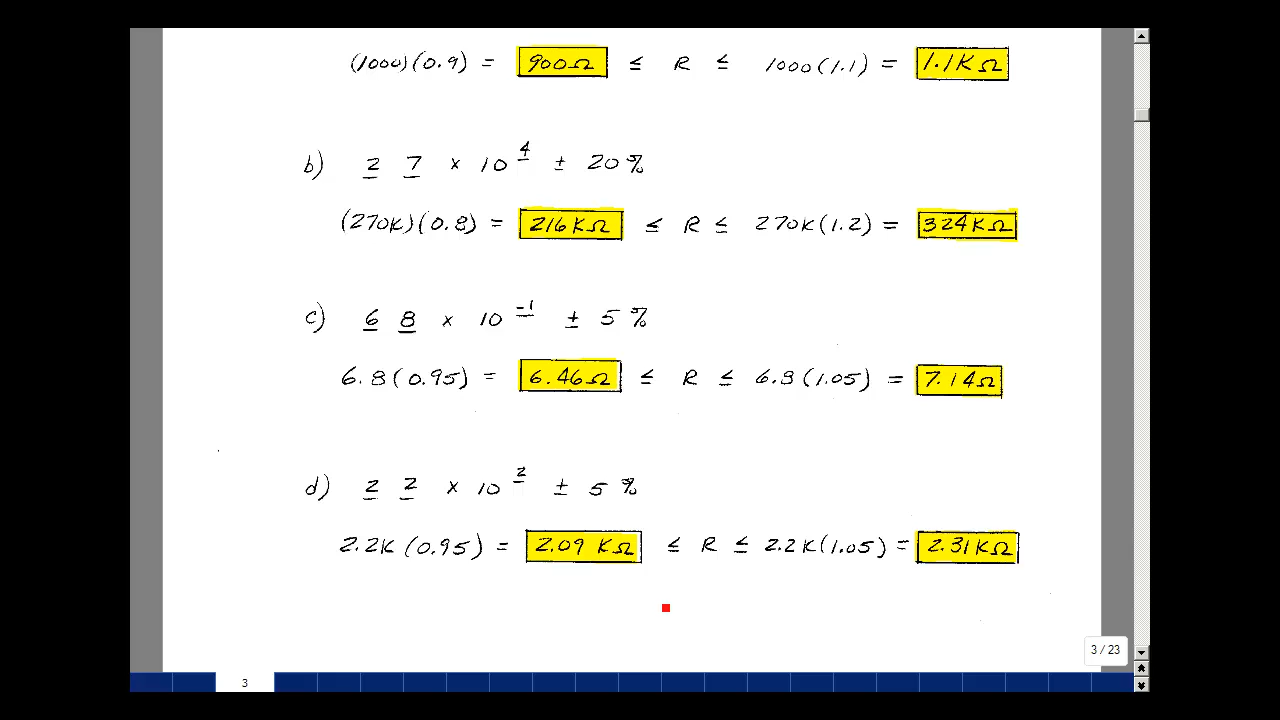 (1000)(0.9) = 900Ω ≤ R ≤ 1000(1.1) = 1.1KΩ
b) 2 7 x 10^4 ± 20%
(270K)(0.8) = 216KΩ ≤ R ≤ 270K(1.2) = 324KΩ
c) 6 8 x 10^-1 ± 5%
6.8(0.95) = 6.46Ω ≤ R ≤ 6.8(1.05) = 7.14Ω
d) 2 2 x 10^2 ± 5%
2.2K(0.95) = 2.09 KΩ ≤ R ≤ 2.2K(1.05) = 2.31KΩ
3 / 23
3